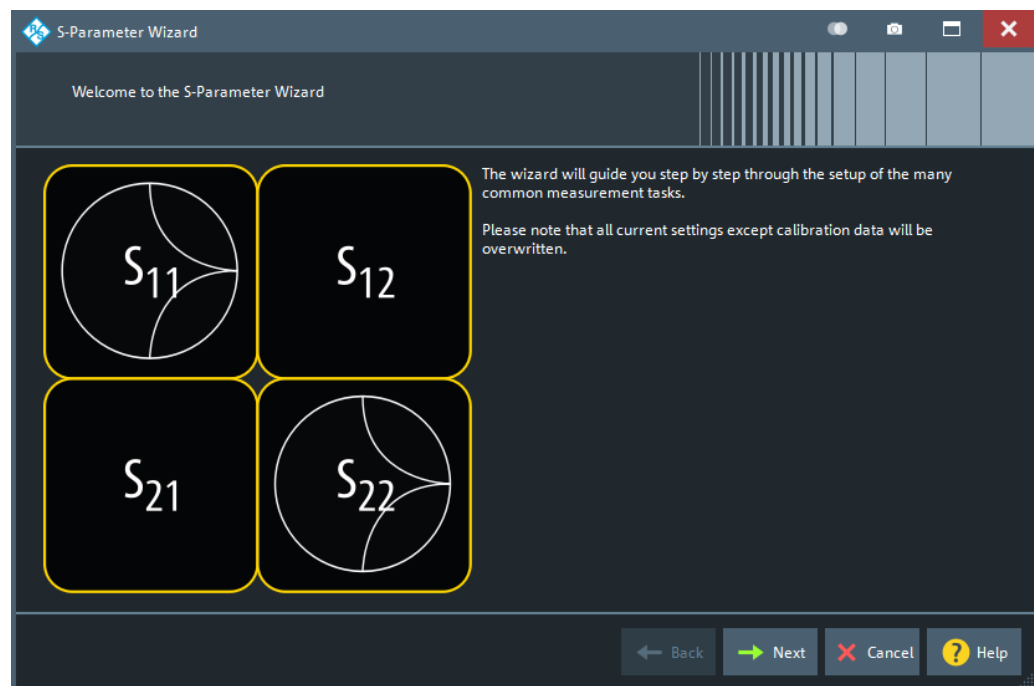 S-Parameter Wizard
Welcome to the S-Parameter Wizard
The wizard will guide you step by step through the setup of the many
common measurement tasks.
Please note that all current settings except calibration data will be
overwritten.
S11
S12
S21
S22
Back
Next
Cancel
? Help